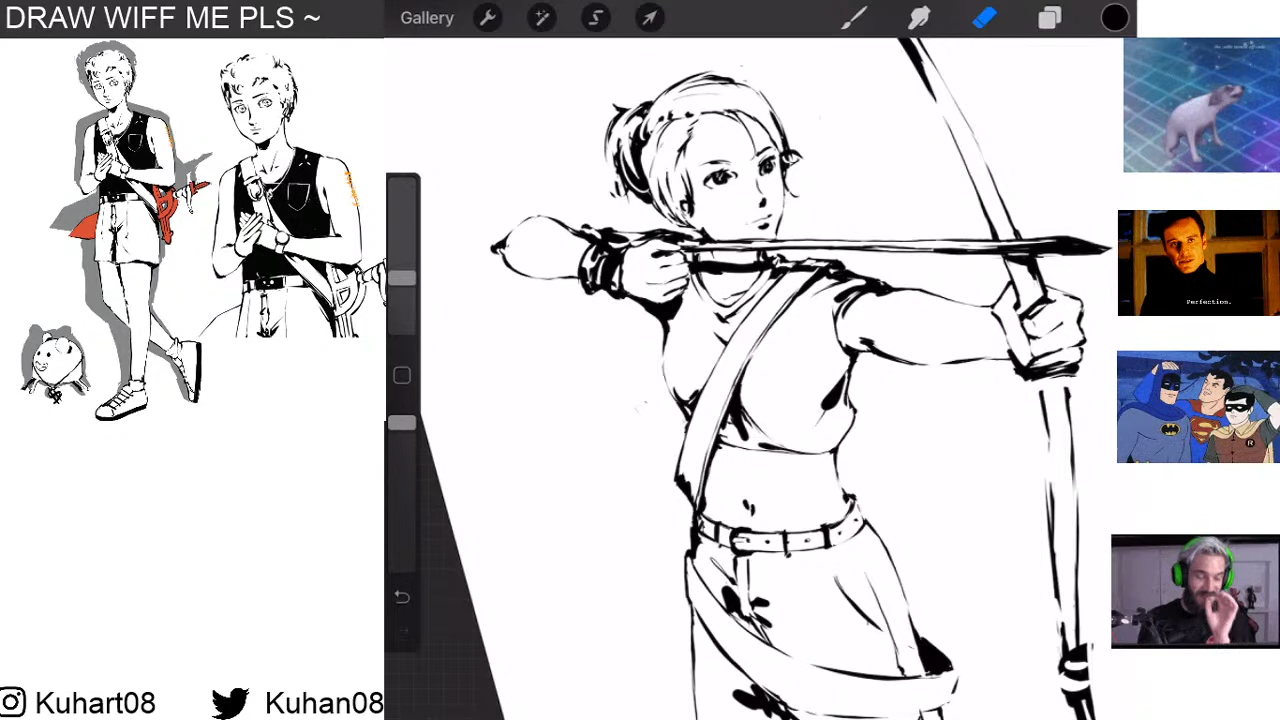 DRAW WIFF ME PLS ~
Gallery
Perfection.
R
Kuhart08
Kuhan08